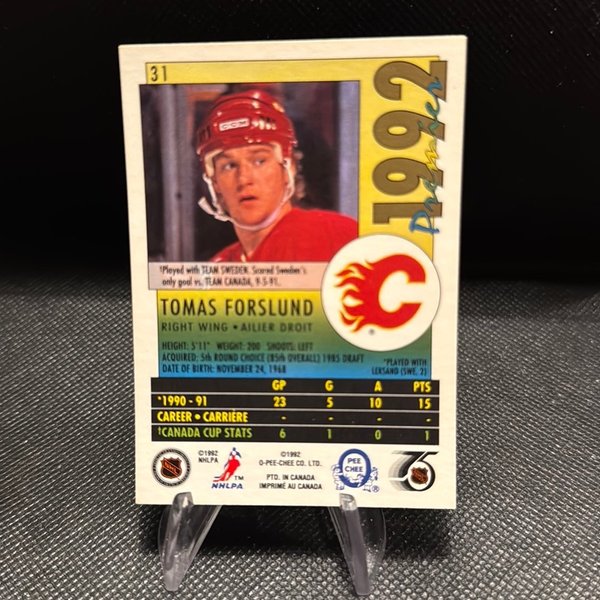 31
1992
Premier
CCM
†Played with TEAM SWEDEN. Scored Sweden's
only goal vs. TEAM CANADA, 9-5-91.
C
TOMAS FORSLUND
RIGHT WING • AILIER DROIT
HEIGHT: 5'11" WEIGHT: 200 SHOOTS: LEFT
ACQUIRED: 5th ROUND CHOICE (85th OVERALL) 1985 DRAFT
DATE OF BIRTH: NOVEMBER 24, 1968
*PLAYED WITH
LEKSAND (SWE. 2)
GP G A PTS
*1990 - 91 23 5 10 15
CAREER • CARRIÈRE - - - -
†CANADA CUP STATS 6 1 0 1
©1992
NHLPA
NHLPA™
©1992
O-PEE-CHEE CO. LTD.
PTD. IN CANADA
IMPRIMÉ AU CANADA
O
PEE
CHEE
75